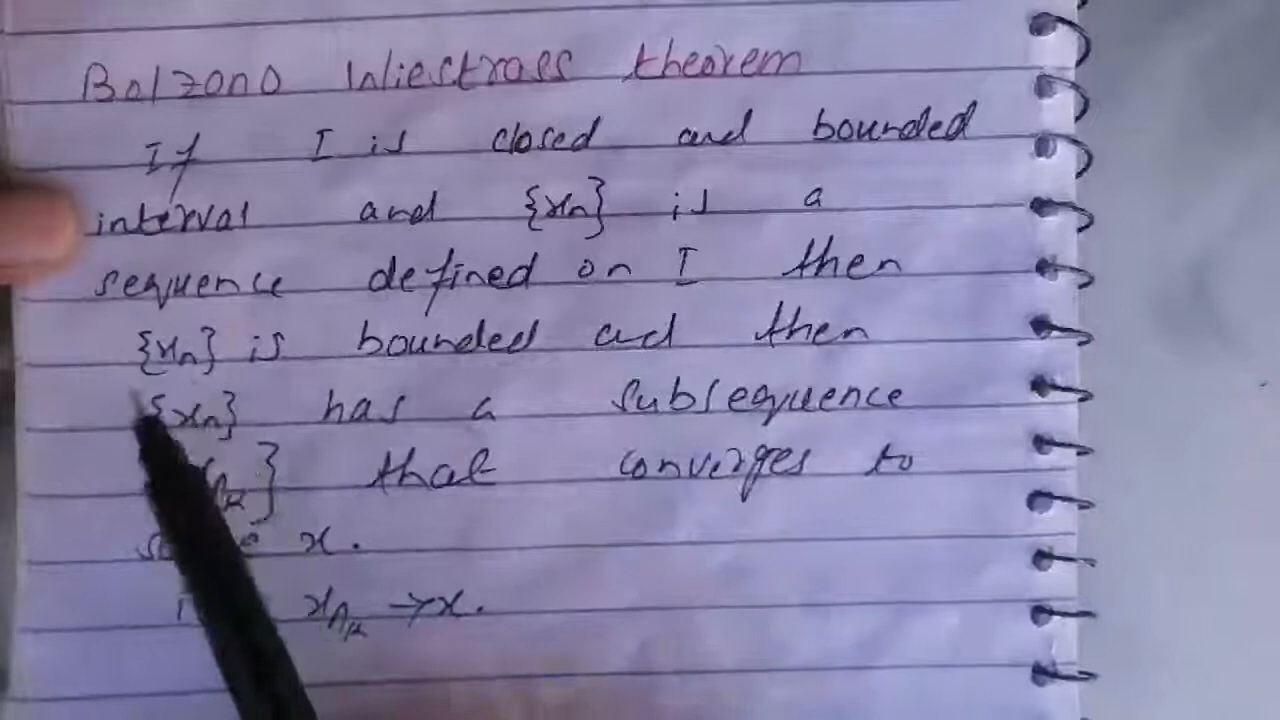 Bolzono Wiestrass theorem
If I is closed and bounded
interval and {xn} is a
sequence defined on I then
{xn} is bounded and then
{xn} has a subsequence
that converges to
x.
xnk → x.